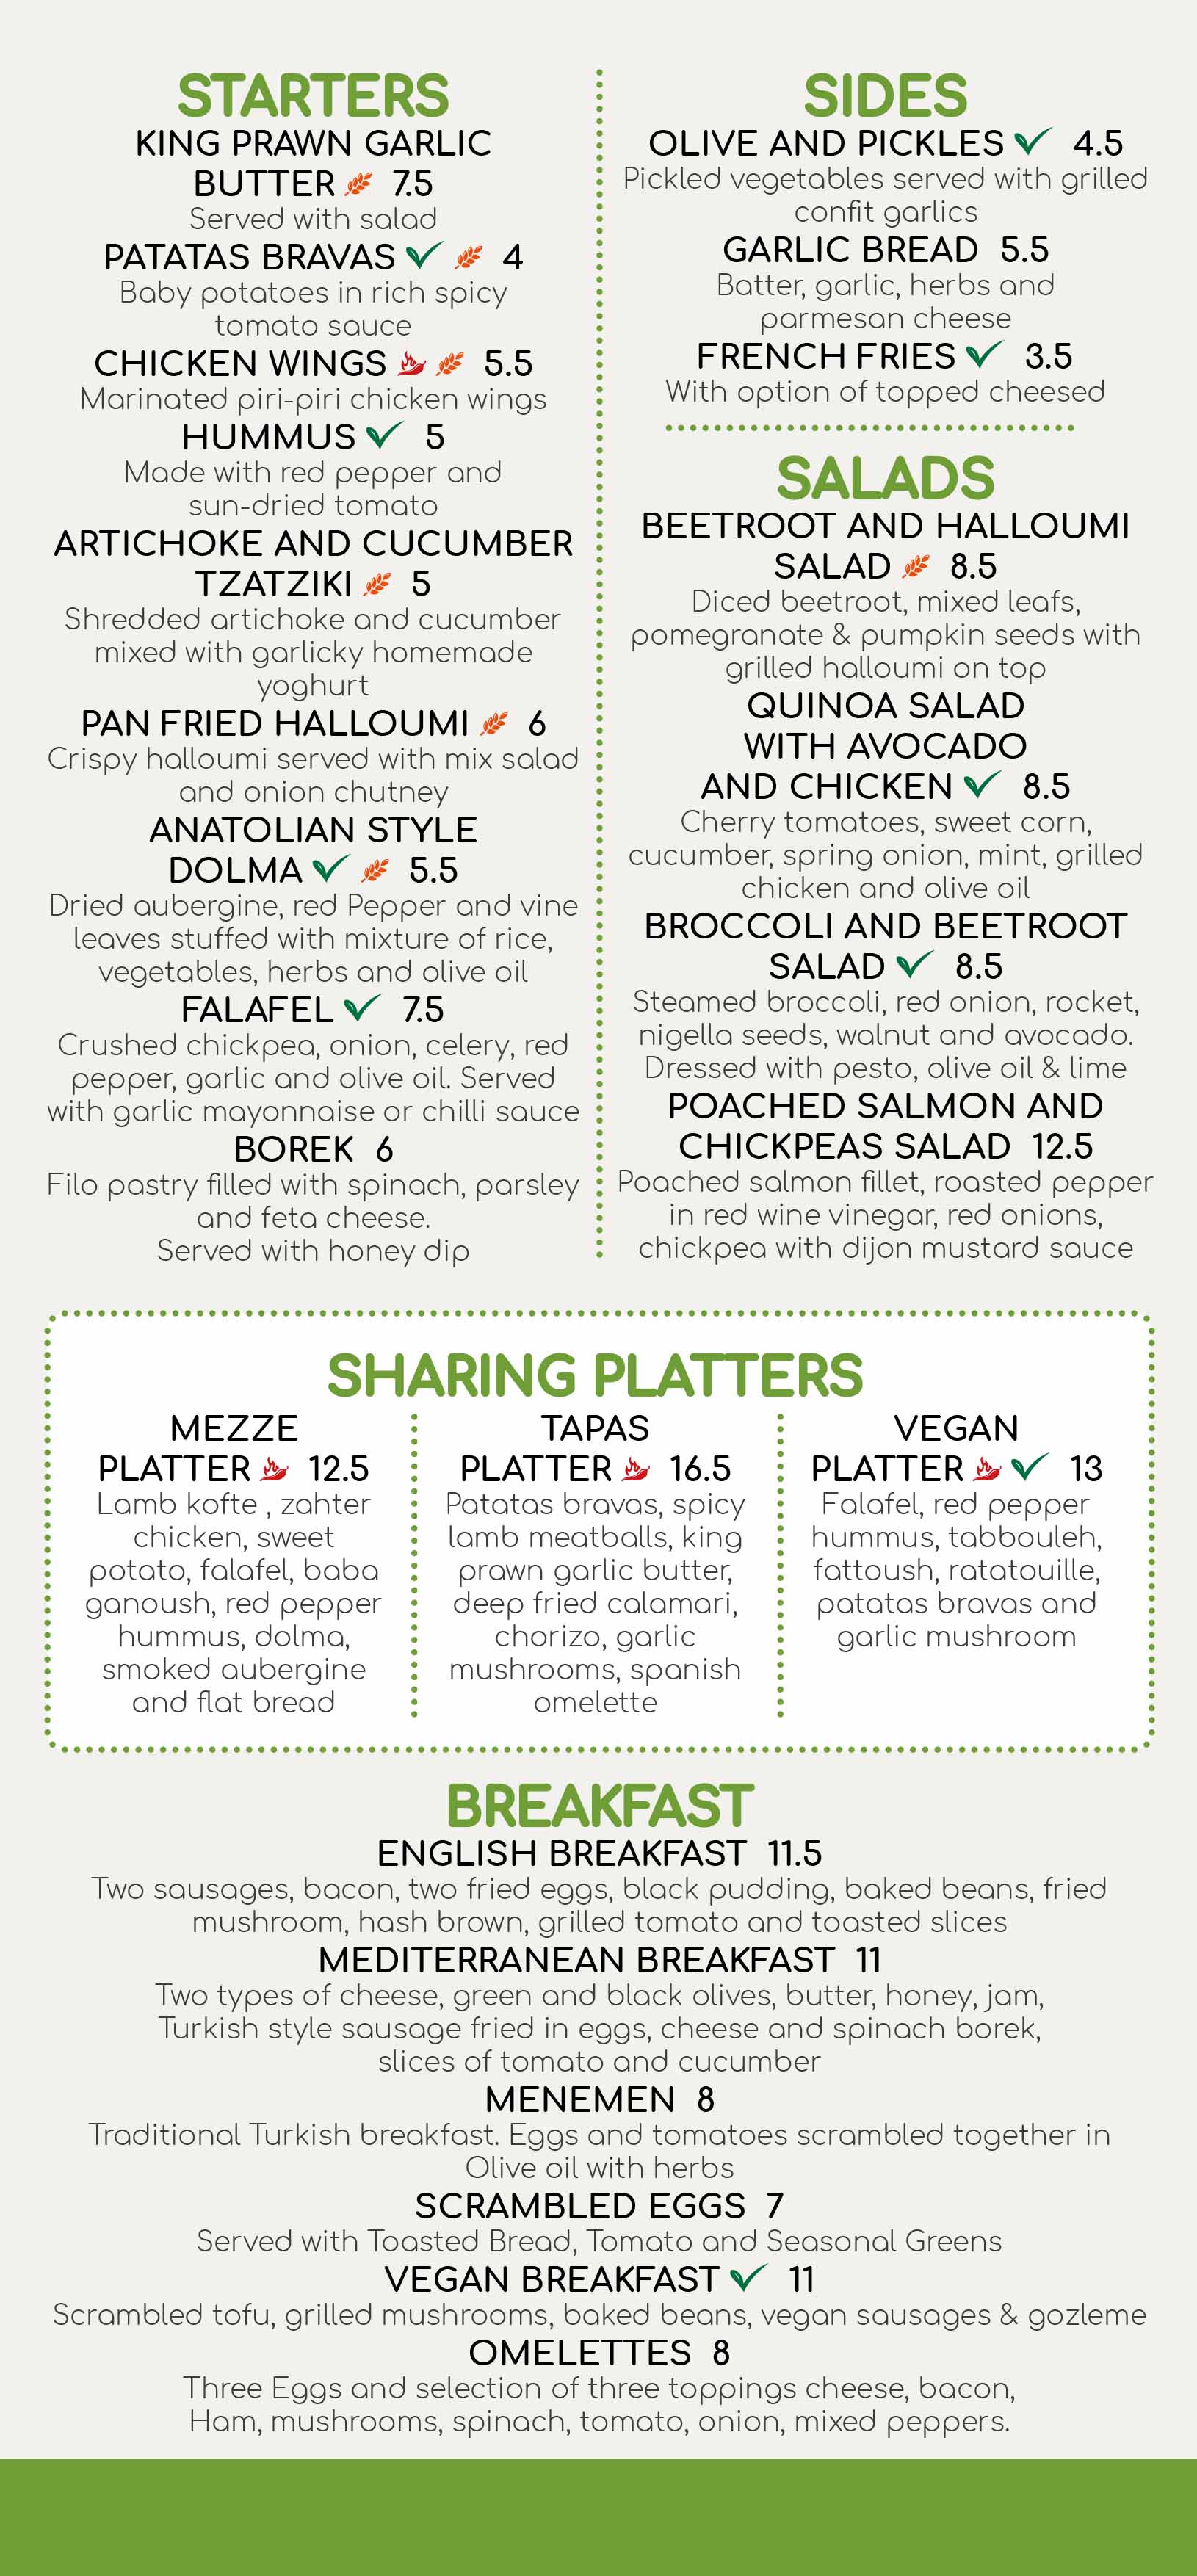 STARTERS
KING PRAWN GARLIC
BUTTER 7.5
Served with salad
PATATAS BRAVAS 4
Baby potatoes in rich spicy
tomato sauce
CHICKEN WINGS 5.5
Marinated piri-piri chicken wings
HUMMUS 5
Made with red pepper and
sun-dried tomato
ARTICHOKE AND CUCUMBER
TZATZIKI 5
Shredded artichoke and cucumber
mixed with garlicky homemade
yoghurt
PAN FRIED HALLOUMI 6
Crispy halloumi served with mix salad
and onion chutney
ANATOLIAN STYLE
DOLMA 5.5
Dried aubergine, red Pepper and vine
leaves stuffed with mixture of rice,
vegetables, herbs and olive oil
FALAFEL 7.5
Crushed chickpea, onion, celery, red
pepper, garlic and olive oil. Served
with garlic mayonnaise or chilli sauce
BOREK 6
Filo pastry filled with spinach, parsley
and feta cheese.
Served with honey dip
SIDES
OLIVE AND PICKLES 4.5
Pickled vegetables served with grilled
confit garlics
GARLIC BREAD 5.5
Batter, garlic, herbs and
parmesan cheese
FRENCH FRIES 3.5
With option of topped cheesed
SALADS
BEETROOT AND HALLOUMI
SALAD 8.5
Diced beetroot, mixed leafs,
pomegranate & pumpkin seeds with
grilled halloumi on top
QUINOA SALAD
WITH AVOCADO
AND CHICKEN 8.5
Cherry tomatoes, sweet corn,
cucumber, spring onion, mint, grilled
chicken and olive oil
BROCCOLI AND BEETROOT
SALAD 8.5
Steamed broccoli, red onion, rocket,
nigella seeds, walnut and avocado.
Dressed with pesto, olive oil & lime
POACHED SALMON AND
CHICKPEAS SALAD 12.5
Poached salmon fillet, roasted pepper
in red wine vinegar, red onions,
chickpea with dijon mustard sauce
SHARING PLATTERS
MEZZE
PLATTER 12.5
Lamb kofte , zahter
chicken, sweet
potato, falafel, baba
ganoush, red pepper
hummus, dolma,
smoked aubergine
and flat bread
TAPAS
PLATTER 16.5
Patatas bravas, spicy
lamb meatballs, king
prawn garlic butter,
deep fried calamari,
chorizo, garlic
mushrooms, spanish
omelette
VEGAN
PLATTER 13
Falafel, red pepper
hummus, tabbouleh,
fattoush, ratatouille,
patatas bravas and
garlic mushroom
BREAKFAST
ENGLISH BREAKFAST 11.5
Two sausages, bacon, two fried eggs, black pudding, baked beans, fried
mushroom, hash brown, grilled tomato and toasted slices
MEDITERRANEAN BREAKFAST 11
Two types of cheese, green and black olives, butter, honey, jam,
Turkish style sausage fried in eggs, cheese and spinach borek,
slices of tomato and cucumber
MENEMEN 8
Traditional Turkish breakfast. Eggs and tomatoes scrambled together in
Olive oil with herbs
SCRAMBLED EGGS 7
Served with Toasted Bread, Tomato and Seasonal Greens
VEGAN BREAKFAST 11
Scrambled tofu, grilled mushrooms, baked beans, vegan sausages & gozleme
OMELETTES 8
Three Eggs and selection of three toppings cheese, bacon,
Ham, mushrooms, spinach, tomato, onion, mixed peppers.